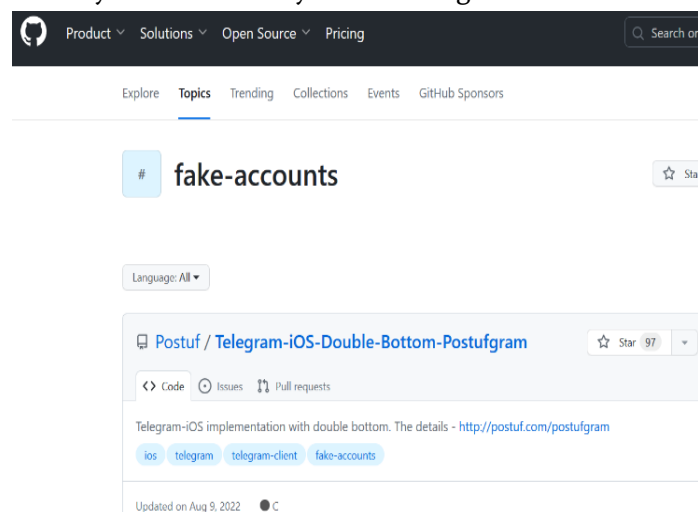 Product Solutions Open Source Pricing Search or
Explore Topics Trending Collections Events GitHub Sponsors
# fake-accounts
Language: All
Postuf / Telegram-iOS-Double-Bottom-Postufgram Star 97
Code Issues Pull requests
Telegram-iOS implementation with double bottom. The details - http://postuf.com/postufgram
ios telegram telegram-client fake-accounts
Updated on Aug 9, 2022 C